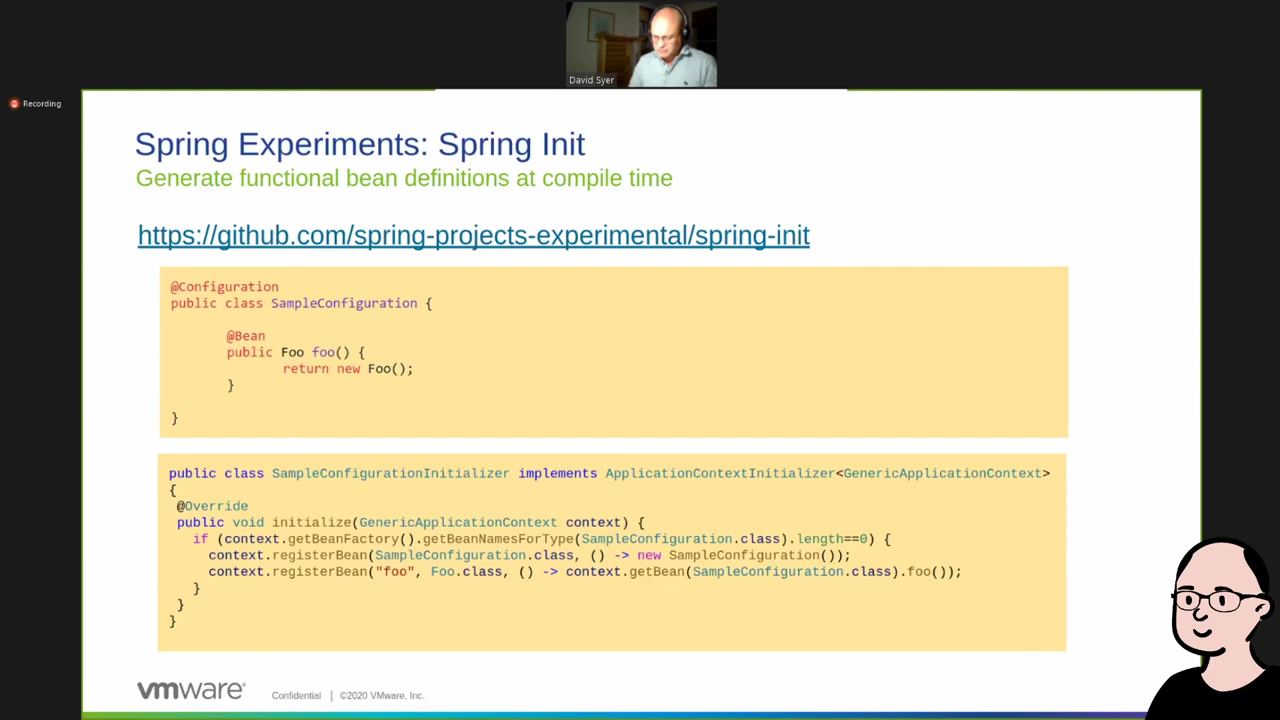 David Syer
Recording
Spring Experiments: Spring Init
Generate functional bean definitions at compile time
https://github.com/spring-projects-experimental/spring-init
@Configuration
public class SampleConfiguration {
@Bean
public Foo foo() {
return new Foo();
}
}
public class SampleConfigurationInitializer implements ApplicationContextInitializer<GenericApplicationContext>
{
@Override
public void initialize(GenericApplicationContext context) {
if (context.getBeanFactory().getBeanNamesForType(SampleConfiguration.class).length==0) {
context.registerBean(SampleConfiguration.class, () -> new SampleConfiguration());
context.registerBean("foo", Foo.class, () -> context.getBean(SampleConfiguration.class).foo());
}
}
}
vmware® Confidential | ©2020 VMware, Inc.